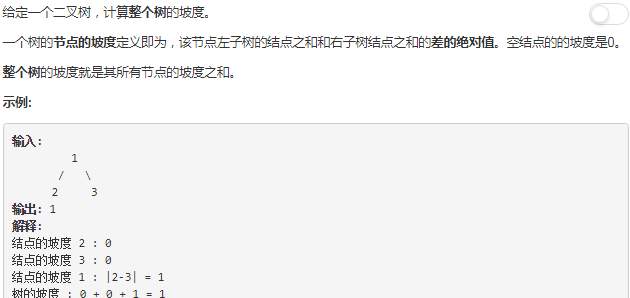 给定一个二叉树，计算整个树的坡度。
一个树的节点的坡度定义即为，该节点左子树的结点之和和右子树结点之和的差的绝对值。空结点的的坡度是0。
整个树的坡度就是其所有节点的坡度之和。
示例:
输入:
1
/ \
2 3
输出: 1
解释:
结点的坡度 2 : 0
结点的坡度 3 : 0
结点的坡度 1 : |2-3| = 1
树的坡度 : 0 + 0 + 1 = 1